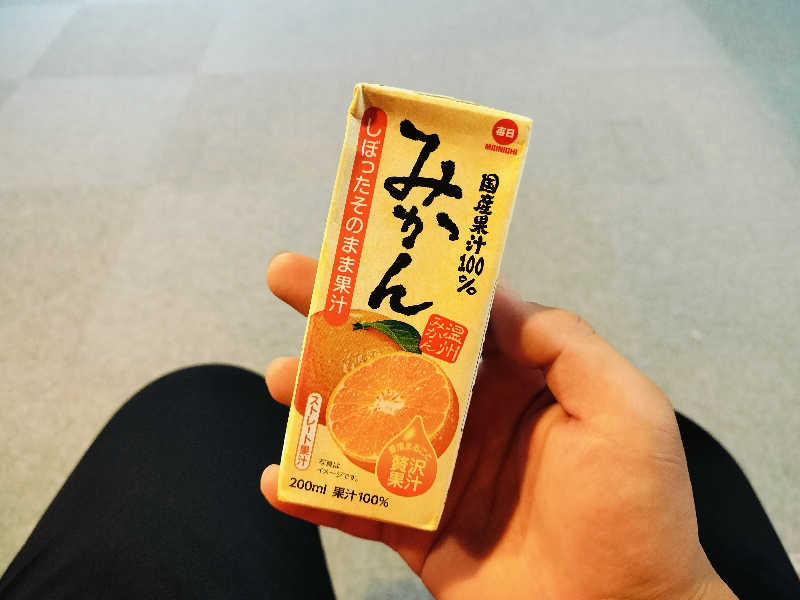 毎日
MAINICHI
国産果汁100%
みかん
しぼったそのまま果汁
温州
みかん
ストレート果汁
写真は
イメージです。
贅沢
果汁
200ml 果汁100%